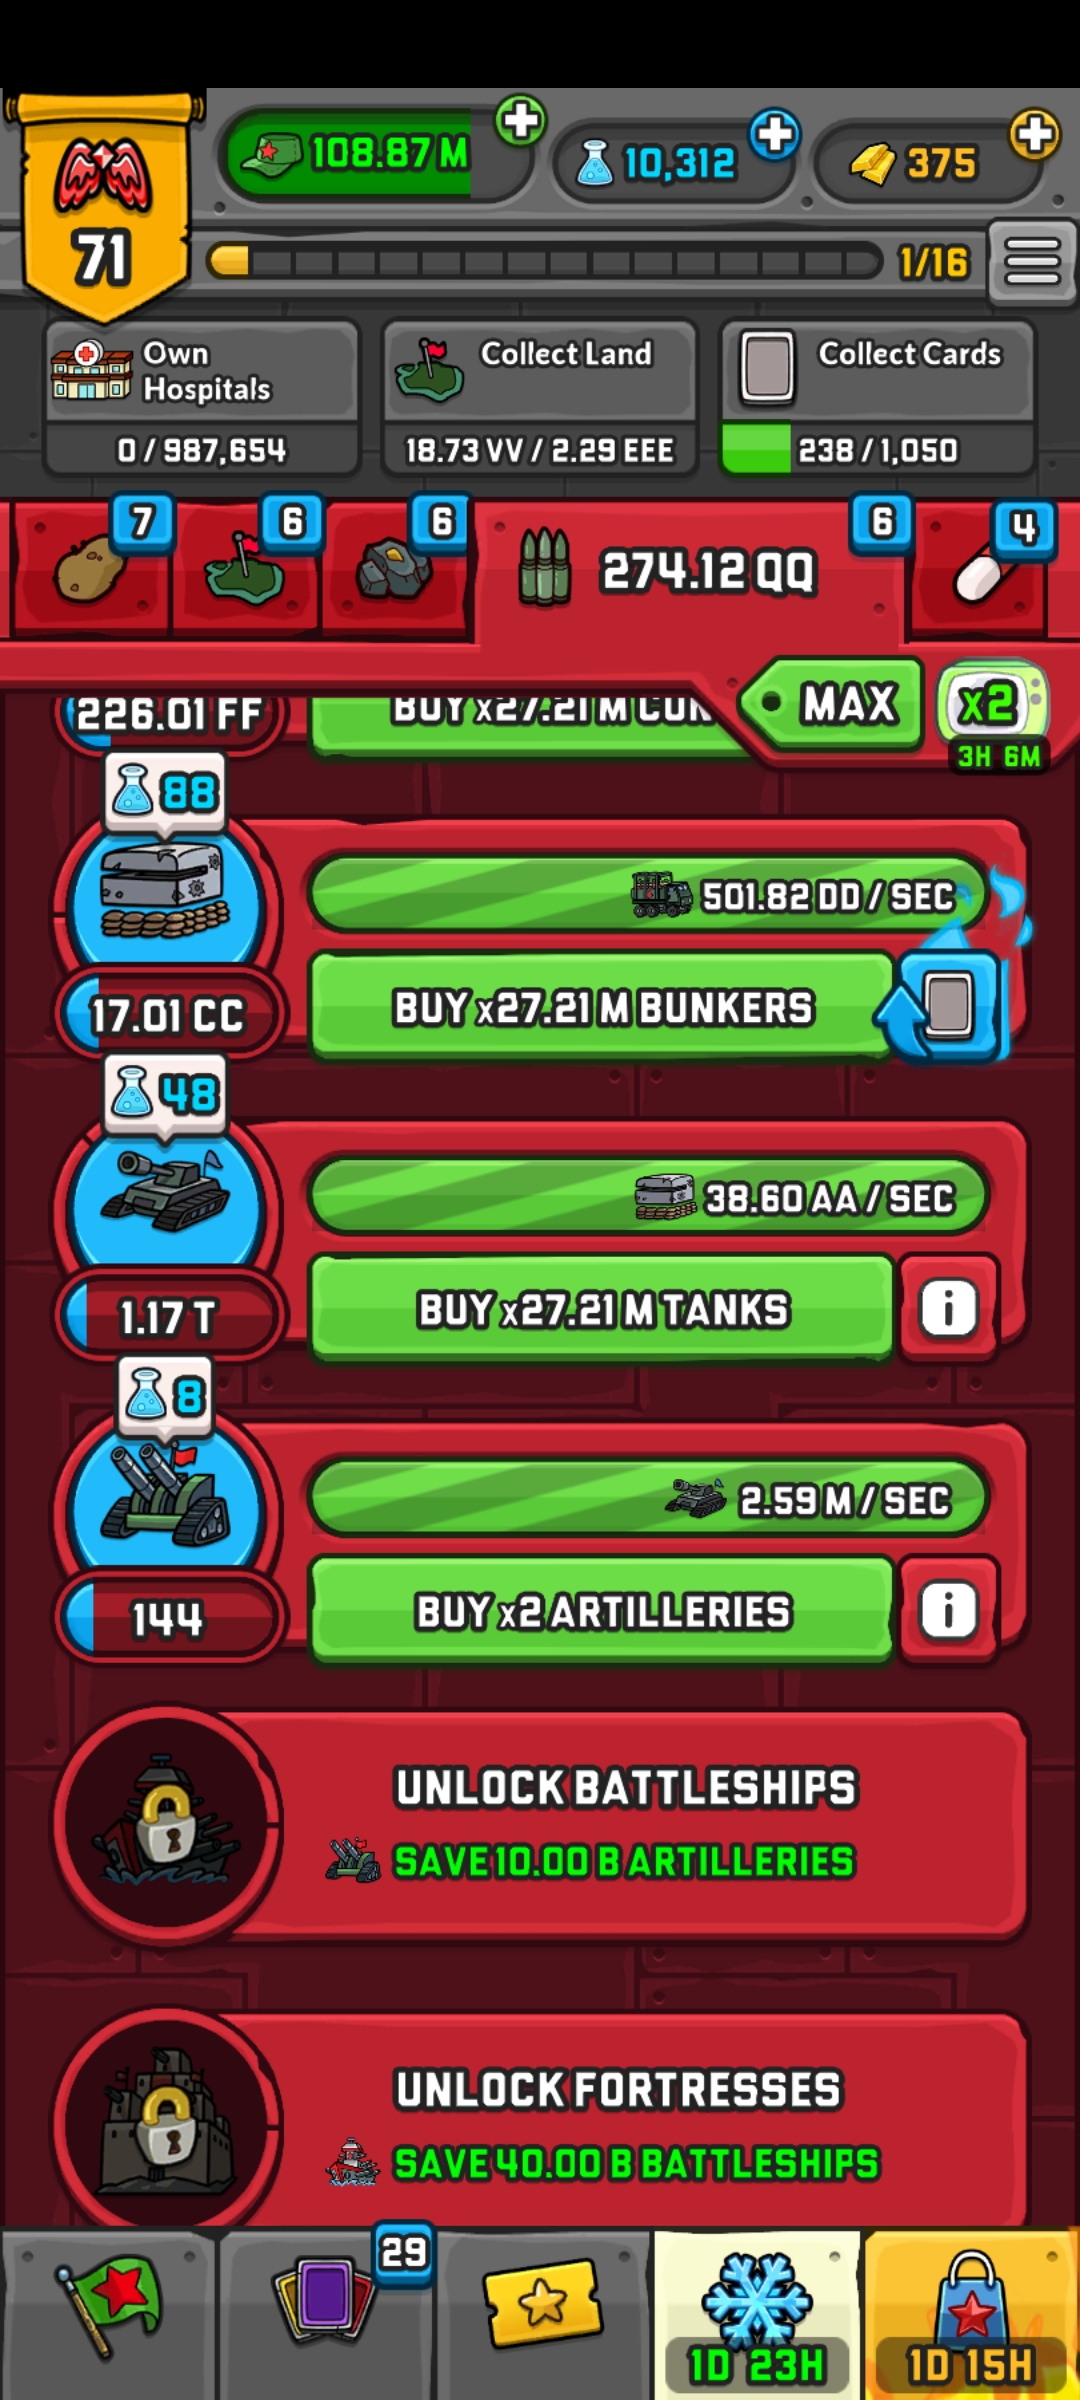 71
108.87 M
10,312
375
1/16
Own
Hospitals
0 / 987,654
Collect Land
18.73 VV / 2.29 EEE
Collect Cards
238 / 1,050
7
6
6
274.12 QQ
6
4
MAX
x2
3H 6M
226.01 FF
BUY x27.21 M
88
501.82 DD / SEC
17.01 CC
BUY x27.21 M BUNKERS
48
38.60 AA / SEC
1.17 T
BUY x27.21 M TANKS
i
8
2.59 M / SEC
144
BUY x2 ARTILLERIES
i
UNLOCK BATTLESHIPS
SAVE 10.00 B ARTILLERIES
UNLOCK FORTRESSES
SAVE 40.00 B BATTLESHIPS
29
1D 23H
1D 15H